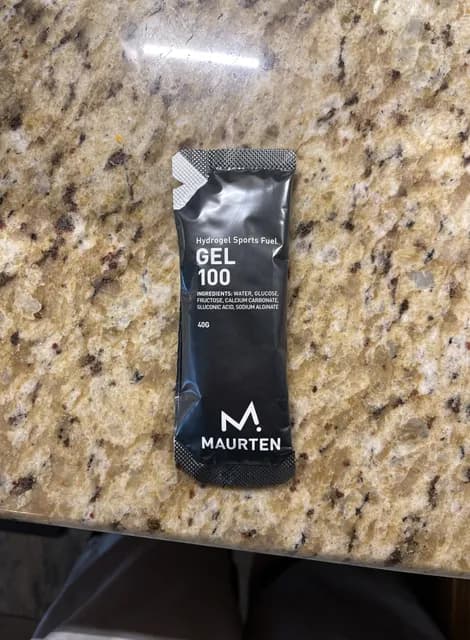 Hydrogel Sports Fuel
GEL
100
INGREDIENTS: WATER, GLUCOSE,
FRUCTOSE, CALCIUM CARBONATE,
GLUCONIC ACID, SODIUM ALGINATE
40G
M.
MAURTEN